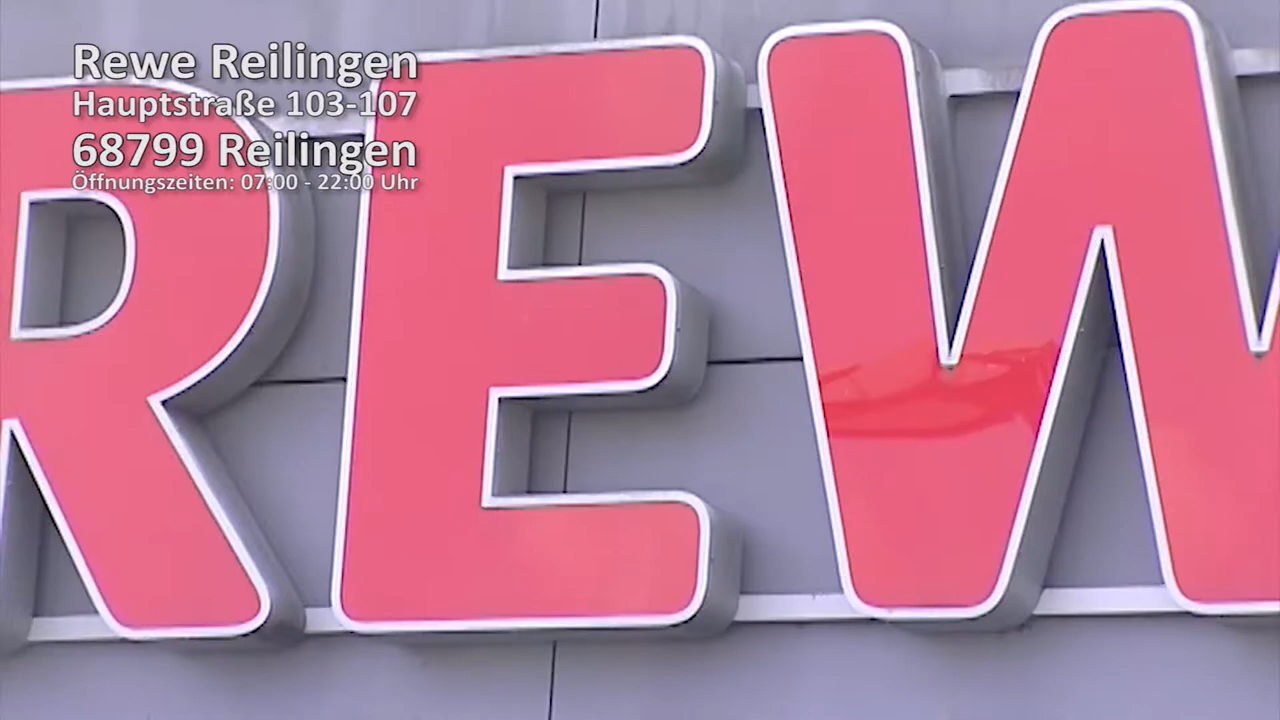 Rewe Reilingen
Hauptstraße 103-107
68799 Reilingen
Öffnungszeiten: 07:00 - 22:00 Uhr
REW